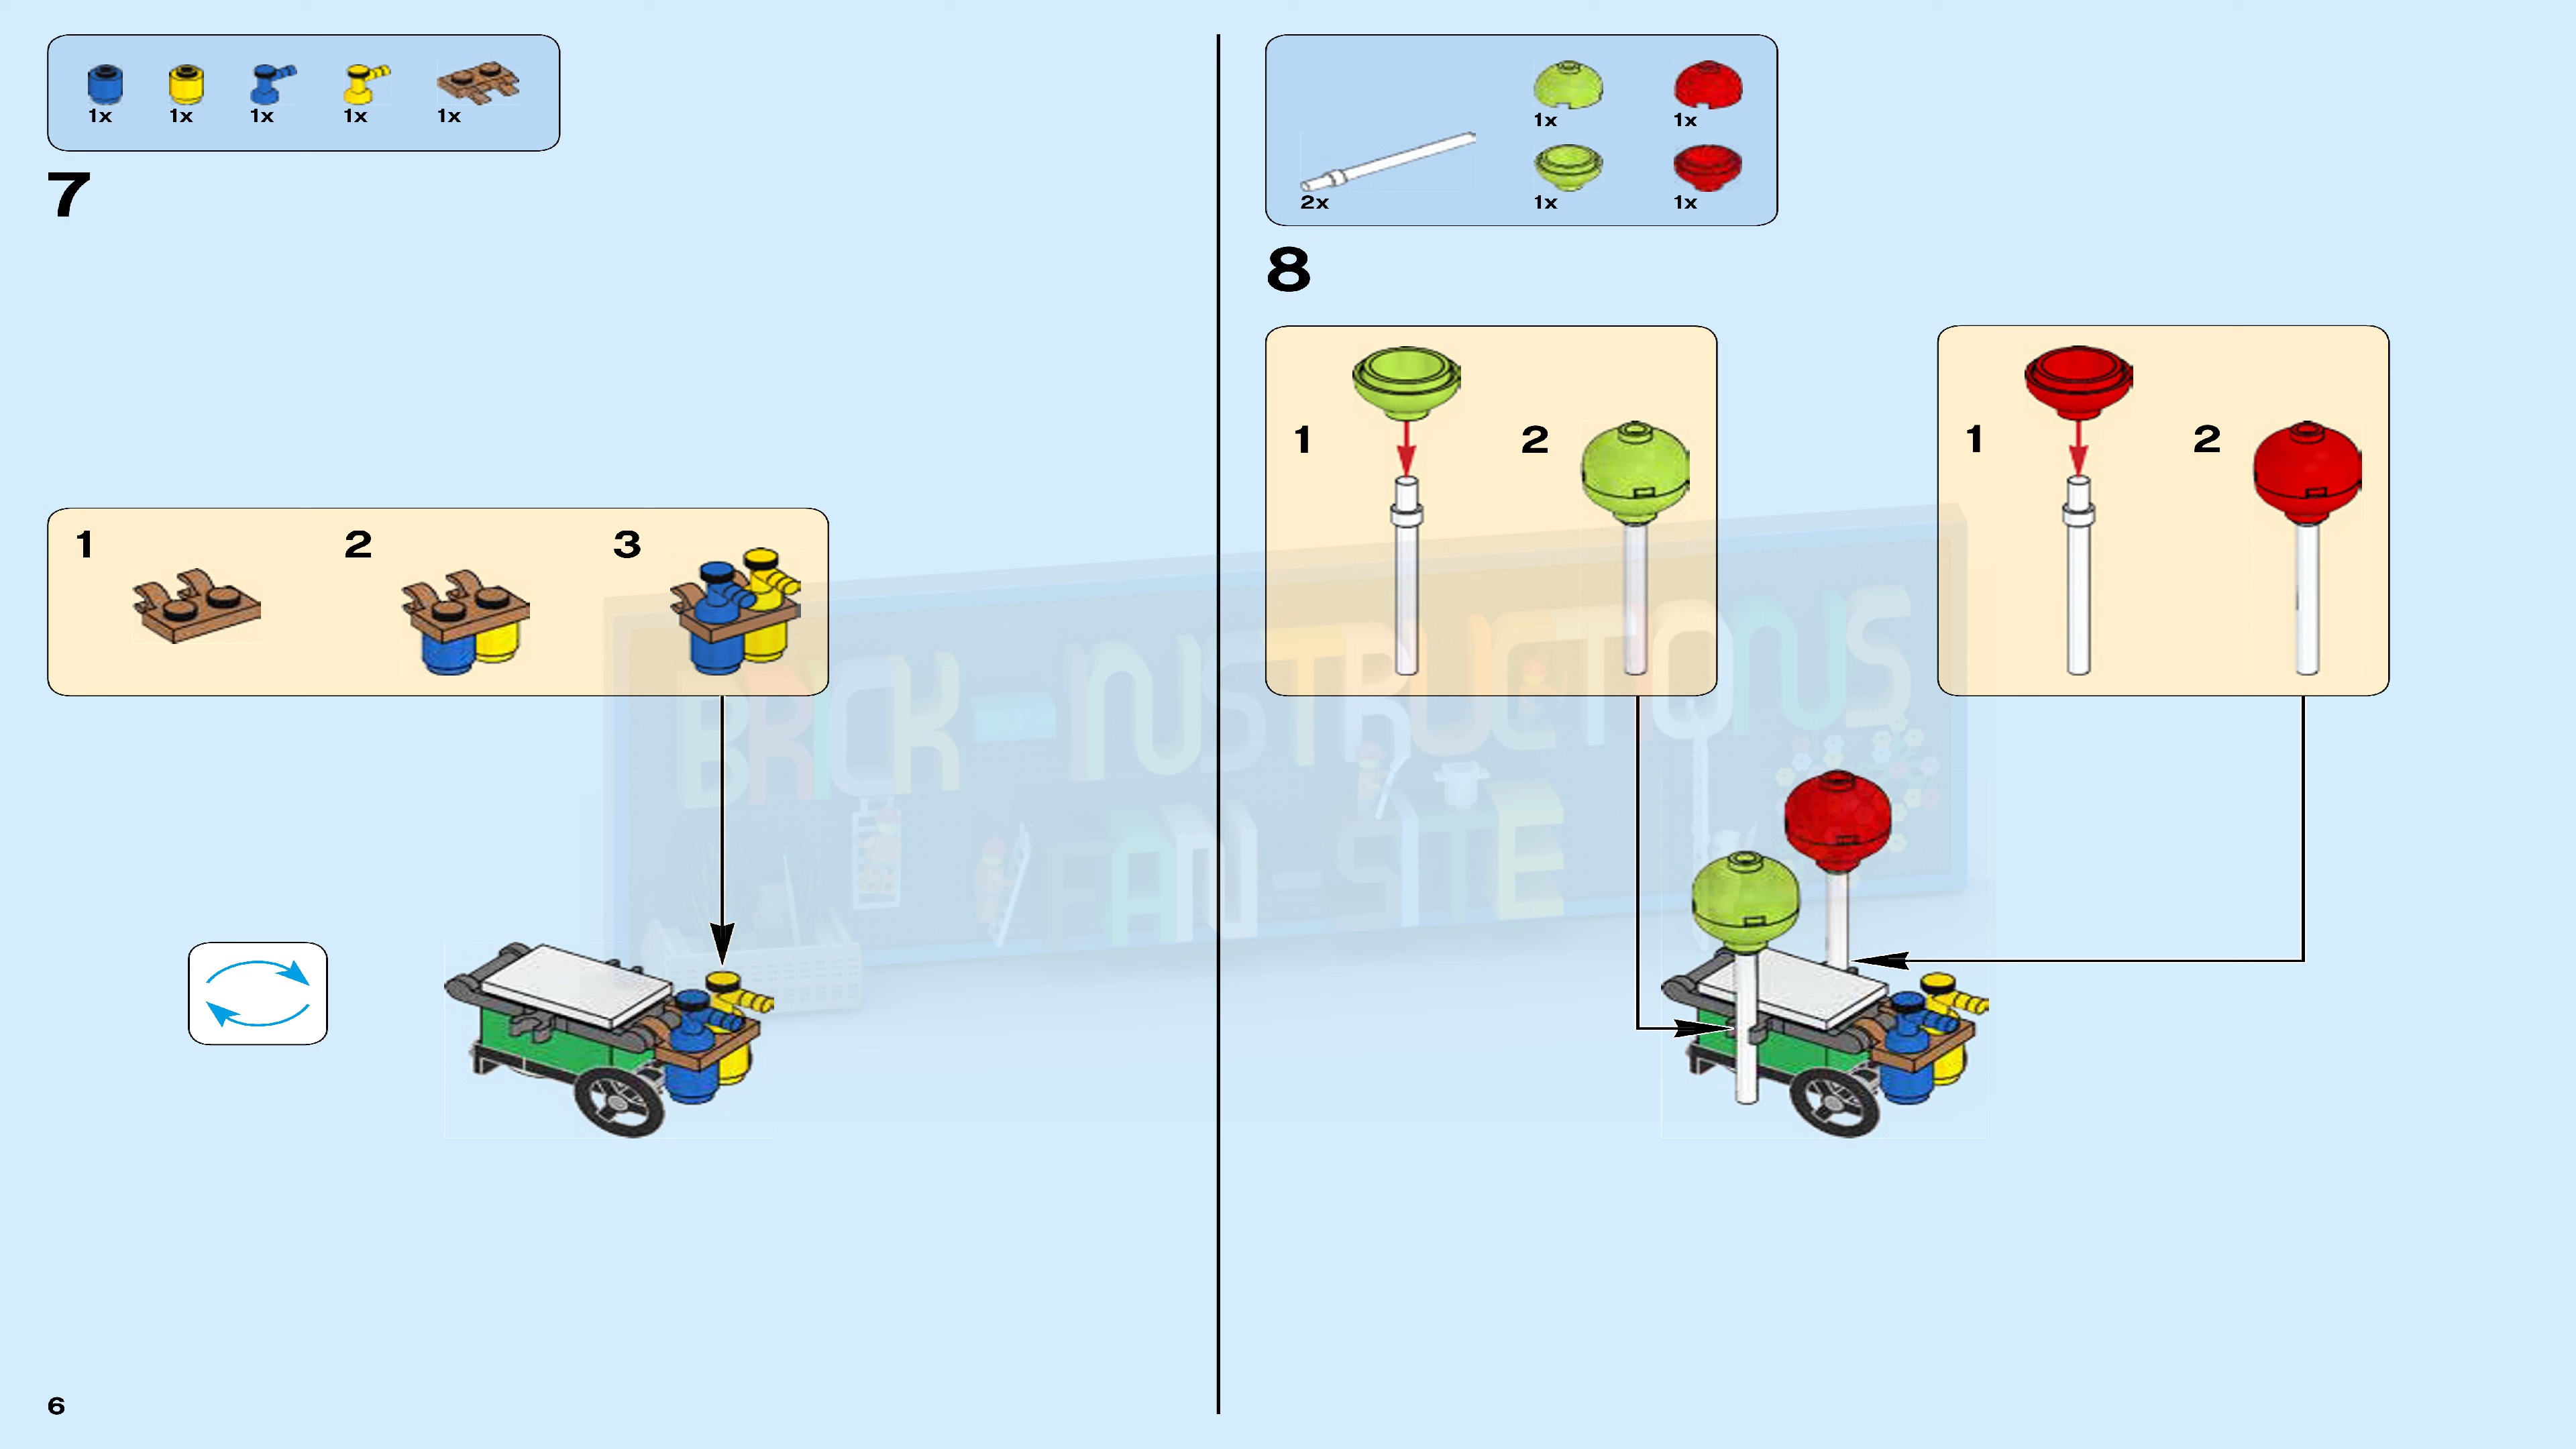 1x 1x 1x 1x 1x
7
1 2 3
6
1x 1x
2x 1x 1x
8
1 2
1 2
BRICK-INSTRUCTIONS
FAN-SITE